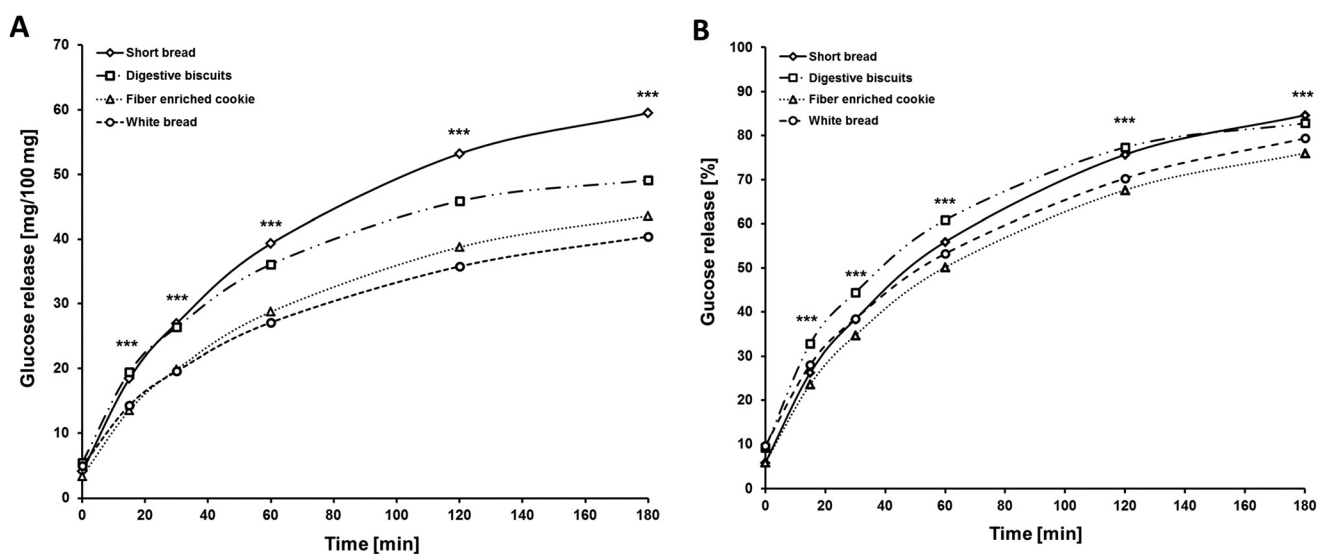 A
Glucose release [mg/100 mg]
70
60
50
40
30
20
10
0
Short bread
Digestive biscuits
Fiber enriched cookie
White bread
***
***
***
***
***
0 20 40 60 80 100 120 140 160 180
Time [min]
B
Gucose release [%]
100
90
80
70
60
50
40
30
20
10
0
Short bread
Digestive biscuits
Fiber enriched cookie
White bread
***
***
***
***
***
0 20 40 60 80 100 120 140 160 180
Time [min]